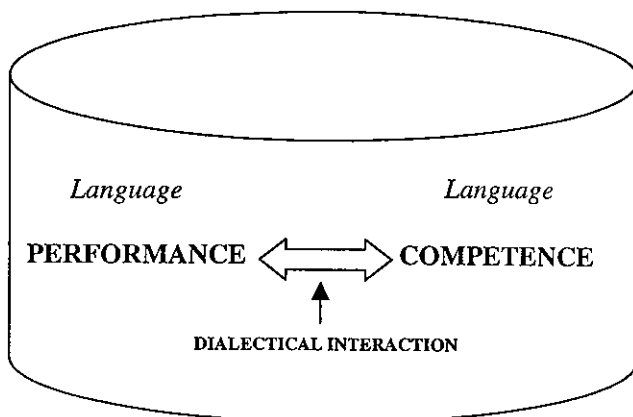 Language Language
PERFORMANCE COMPETENCE
DIALECTICAL INTERACTION